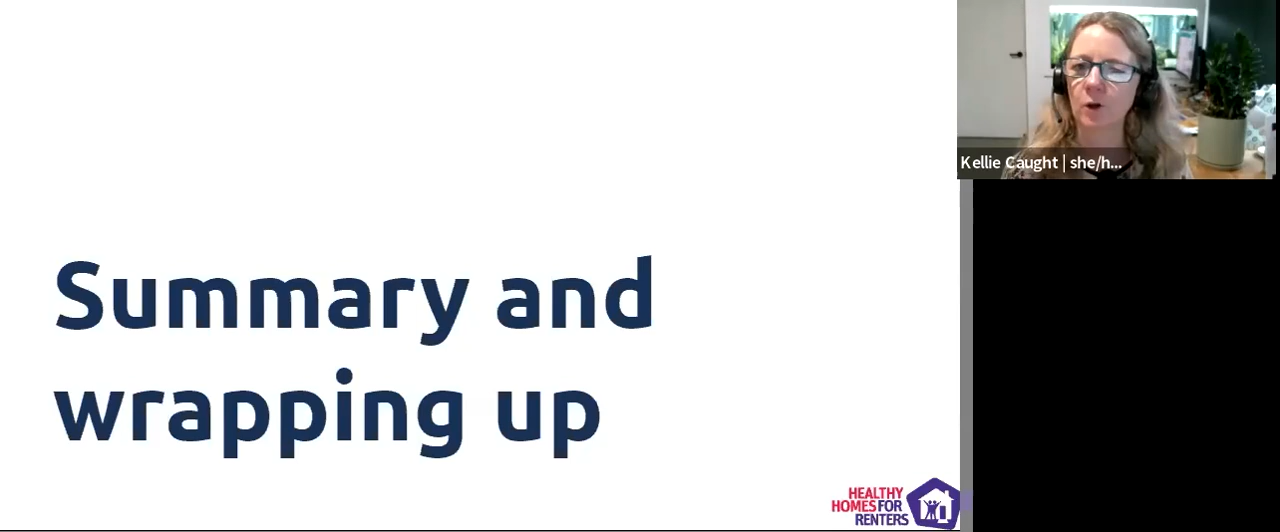 Kellie Caught | she/h...
Summary and
wrapping up
HEALTHY
HOMES FOR
RENTERS